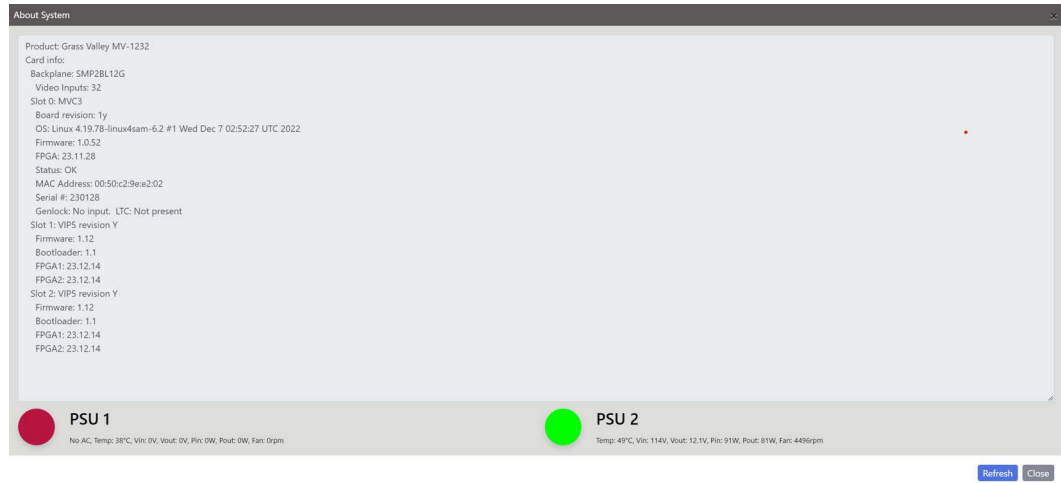 About System
×
Product: Grass Valley MV-1232
Card info:
Backplane: SMP2BL12G
Video Inputs: 32
Slot 0: MVC3
Board revision: 1y
OS: Linux 4.19.78-linux4sam-6.2 #1 Wed Dec 7 02:52:27 UTC 2022
Firmware: 1.0.52
FPGA: 23.11.28
Status: OK
MAC Address: 00:50:c2:9e:e2:02
Serial #: 230128
Genlock: No input. LTC: Not present
Slot 1: VIP5 revision Y
Firmware: 1.12
Bootloader: 1.1
FPGA1: 23.12.14
FPGA2: 23.12.14
Slot 2: VIP5 revision Y
Firmware: 1.12
Bootloader: 1.1
FPGA1: 23.12.14
FPGA2: 23.12.14
PSU 1
No AC, Temp: 38°C, Vin: 0V, Vout: 0V, Pin: 0W, Pout: 0W, Fan: 0rpm
PSU 2
Temp: 49°C, Vin: 114V, Vout: 12.1V, Pin: 91W, Pout: 81W, Fan: 4496rpm
Refresh Close